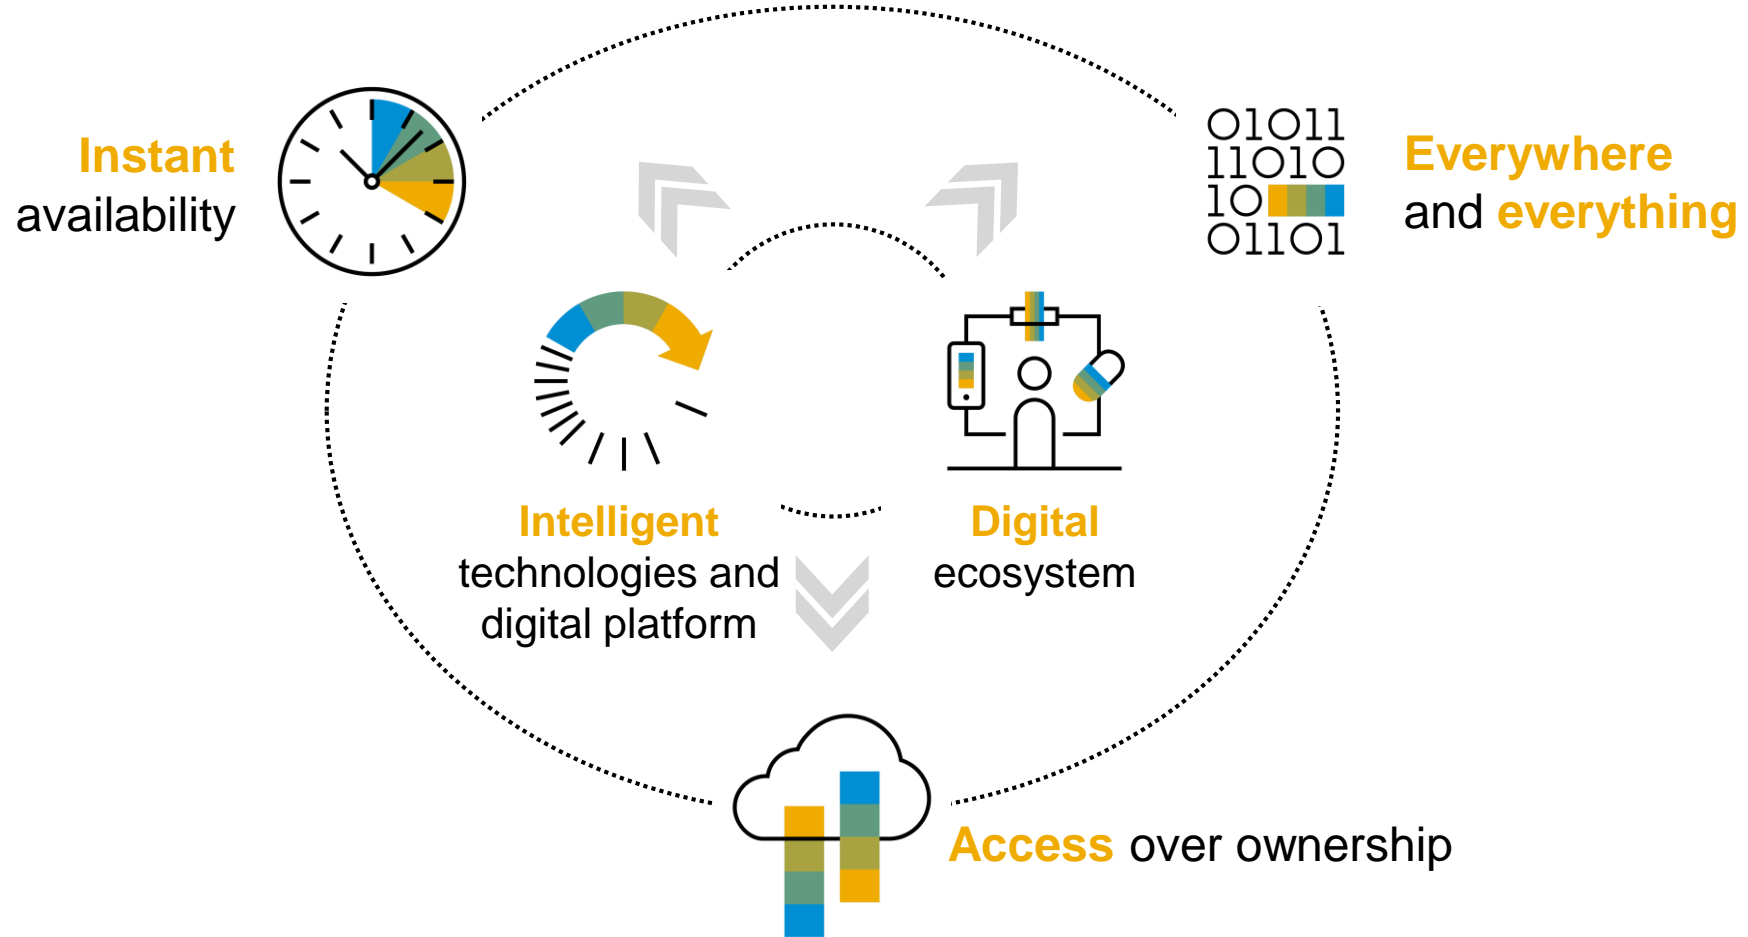 Instant
availability
01011
11010
10
01101
Everywhere
and everything
Intelligent
technologies and
digital platform
Digital
ecosystem
Access over ownership